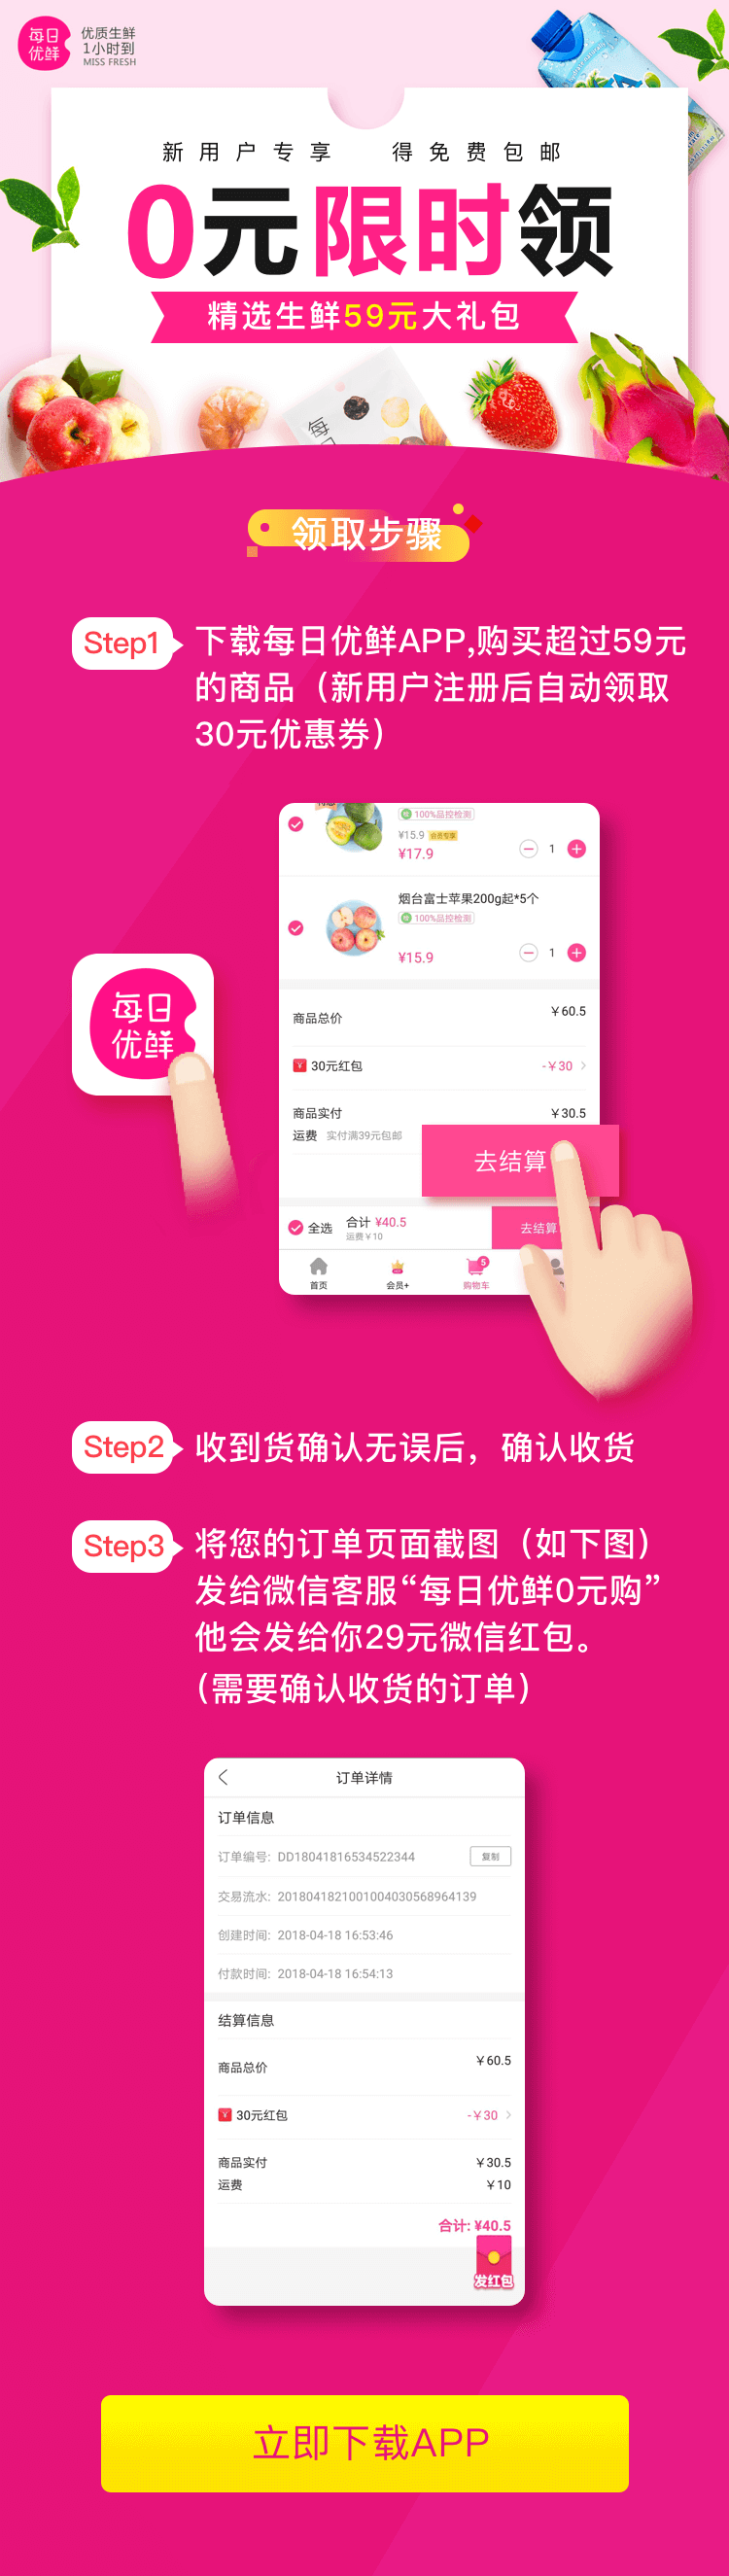 每日
优鲜
优质生鲜
1小时到
MISS FRESH
新用户专享 得免费包邮
0元限时领
精选生鲜59元大礼包
每
领取步骤
Step1
下载每日优鲜APP,购买超过59元
的商品（新用户注册后自动领取
30元优惠券）
100%品控检测
¥15.9 会员专享
¥17.9
1
烟台富士苹果200g起*5个
100%品控检测
¥15.9
1
每日
优鲜
商品总价
￥60.5
30元红包
-￥30
商品实付
￥30.5
运费 实付满39元包邮
去结算
全选
合计 ¥40.5
运费￥10
去结算
首页
会员+
购物车
5
Step2
收到货确认无误后，确认收货
Step3
将您的订单页面截图（如下图）
发给微信客服“每日优鲜0元购”
他会发给你29元微信红包。
（需要确认收货的订单）
订单详情
订单信息
订单编号: DD18041816534522344
复制
交易流水: 2018041821001004030568964139
创建时间: 2018-04-18 16:53:46
付款时间: 2018-04-18 16:54:13
结算信息
商品总价
￥60.5
30元红包
-￥30
商品实付
￥30.5
运费
￥10
合计: ¥40.5
发红包
立即下载APP